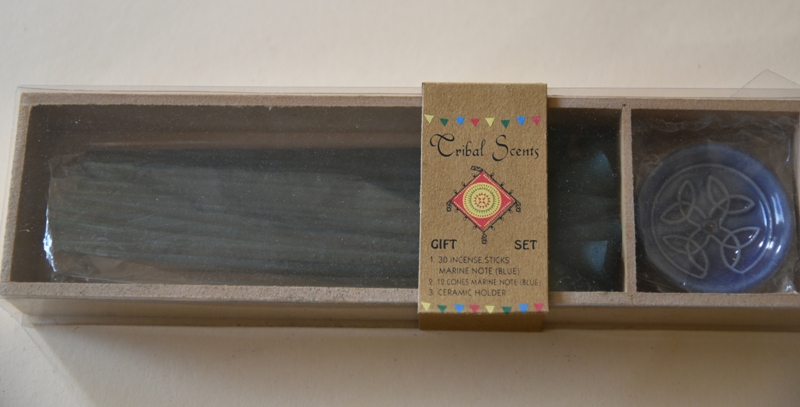 Tribal Scents
GIFT SET
1. 30 INCENSE STICKS
MARINE NOTE (BLUE)
2. 12 CONES MARINE NOTE (BLUE)
3. CERAMIC HOLDER